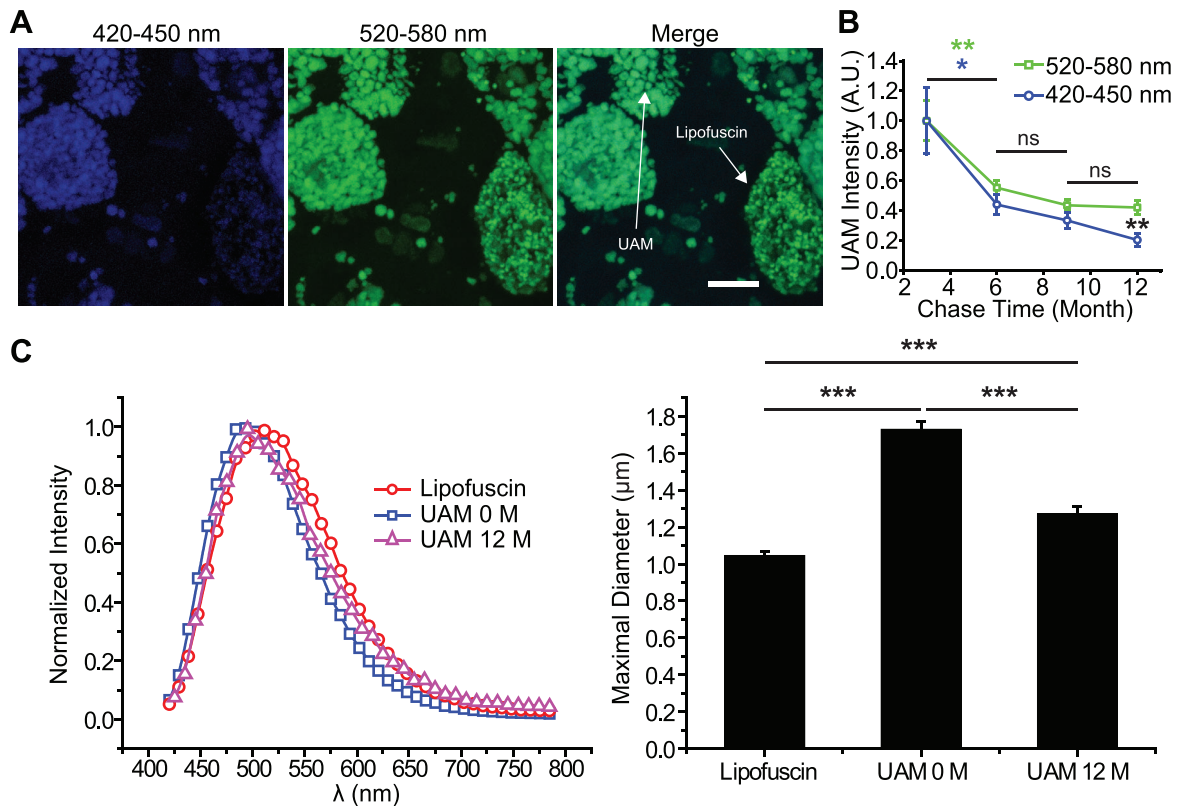 A
420-450 nm
520-580 nm
Merge
Lipofuscin
UAM
B
UAM Intensity (A.U.)
1.4
1.2
1.0
0.8
0.6
0.4
0.2
0.0
**
*
ns
ns
**
520-580 nm
420-450 nm
2
4
6
8
10
12
Chase Time (Month)
C
Normalized Intensity
1.0
0.8
0.6
0.4
0.2
0.0
Lipofuscin
UAM 0 M
UAM 12 M
400
450
500
550
600
650
700
750
800
λ (nm)
Maximal Diameter (µm)
1.8
1.6
1.4
1.2
1.0
0.8
0.6
0.4
0.2
0.0
***
***
***
Lipofuscin
UAM 0 M
UAM 12 M